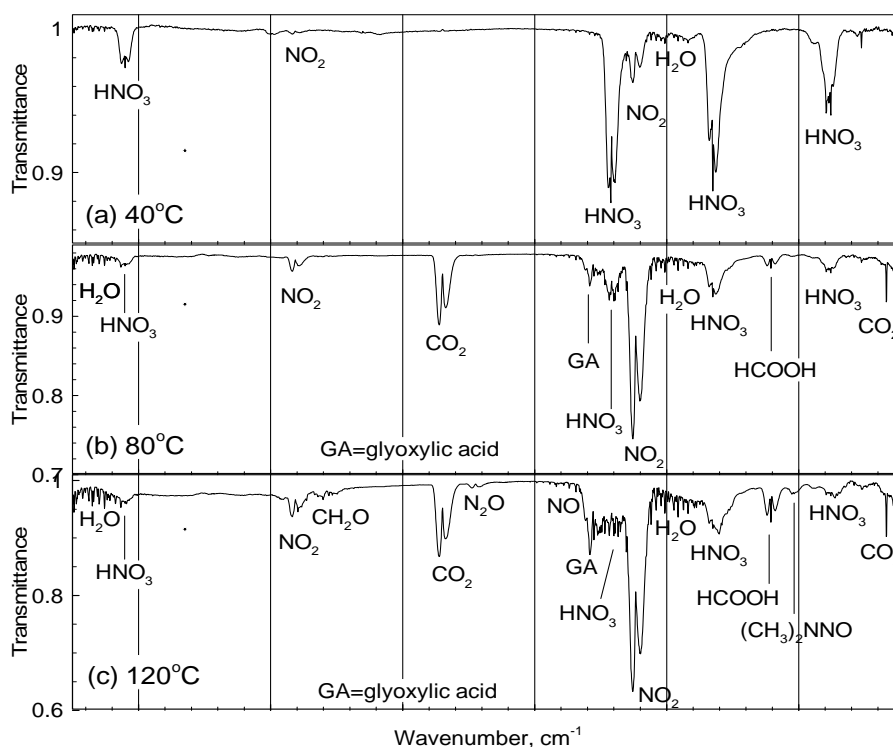 1
NO₂
H₂O
HNO₃
NO₂
HNO₃
0.9
Transmittance
HNO₃
HNO₃
(a) 40°C
H₂O
NO₂
H₂O
HNO₃
HNO₃
0.9
CO₂
CO₂
GA
HCOOH
Transmittance
0.8
HNO₃
(b) 80°C
GA=glyoxylic acid
NO₂
0.7
1
N₂O
NO
H₂O
CH₂O
H₂O
HNO₃
NO₂
HNO₃
CO
HNO₃
CO₂
GA
HCOOH
Transmittance
0.8
HNO₃
(CH₃)₂NNO
(c) 120°C
GA=glyoxylic acid
NO₂
0.6
Wavenumber, cm⁻¹